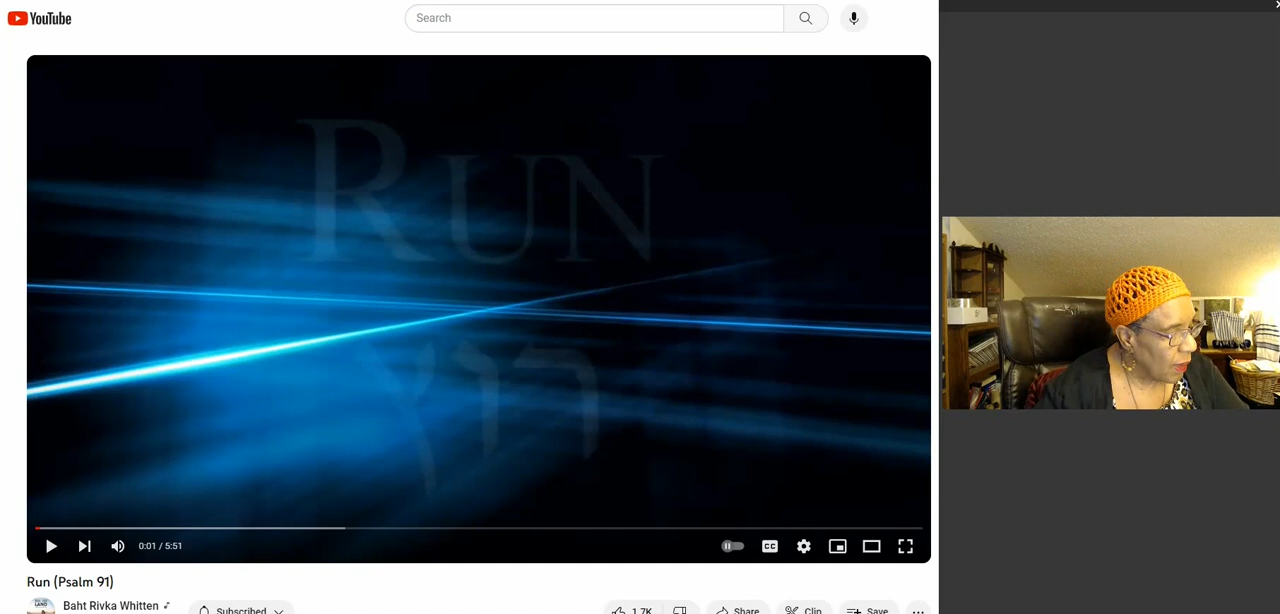 YouTube
Search
RUN
רוץ
0:01 / 5:51
CC
Run (Psalm 91)
Baht Rivka Whitten
Subscribed
1.7K
Share
Clip
Save